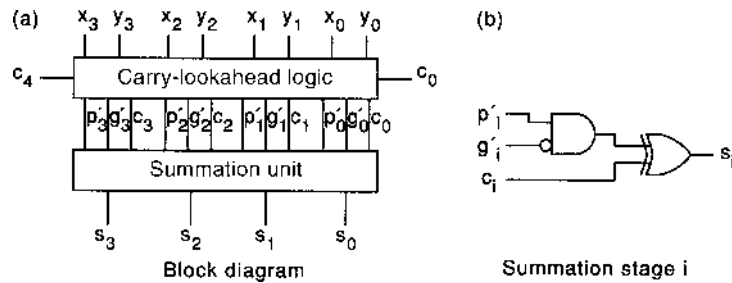 (a) x₃ y₃ x₂ y₂ x₁ y₁ x₀ y₀
c₄ Carry-lookahead logic c₀
p′₃ g′₃ c₃ p′₂ g′₂ c₂ p′₁ g′₁ c₁ p′₀ g′₀ c₀
Summation unit
s₃ s₂ s₁ s₀
Block diagram
(b)
p′ᵢ
g′ᵢ
cᵢ
sᵢ
Summation stage i